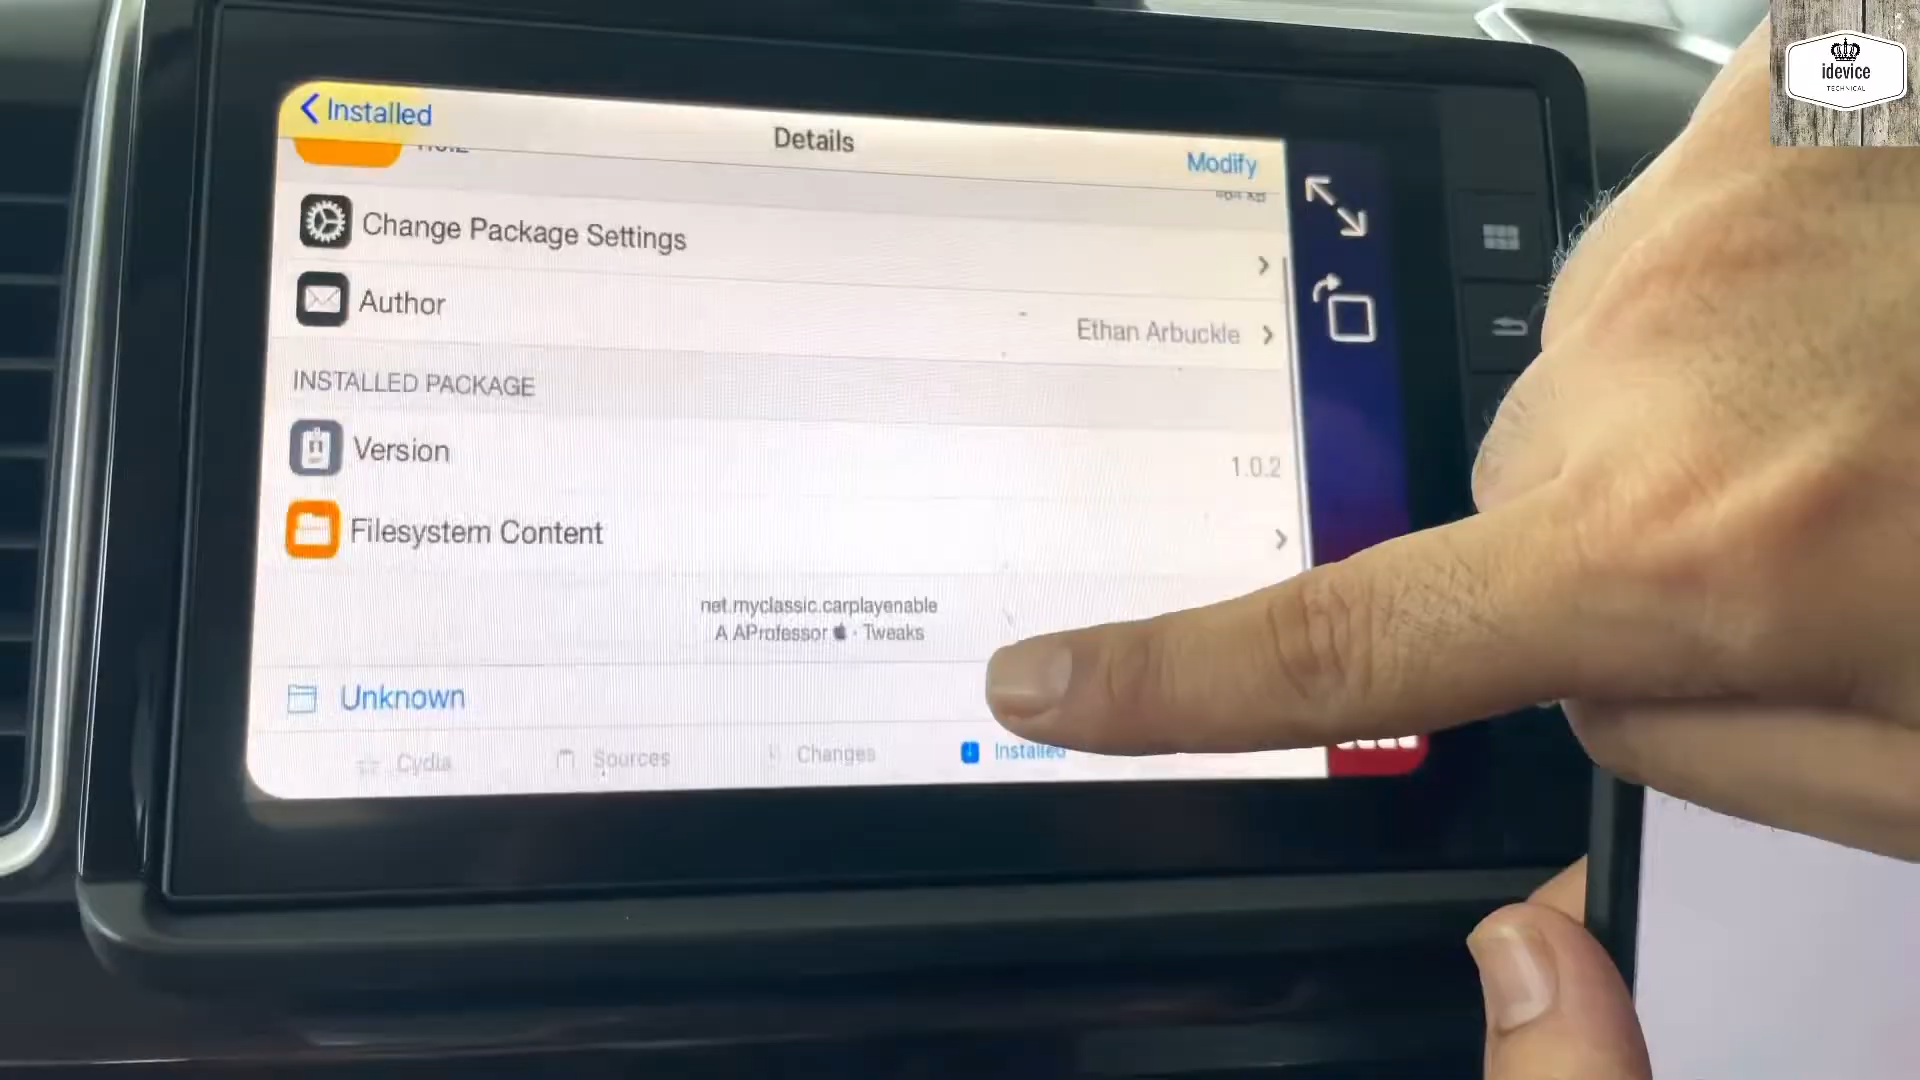 idevice
TECHNICAL
Installed
Details
Modify
Change Package Settings
Author
Ethan Arbuckle
INSTALLED PACKAGE
Version
1.0.2
Filesystem Content
net.myclassic.carplayenable
A AProfessor · Tweaks
Unknown
Cydia
Sources
Changes
Installed